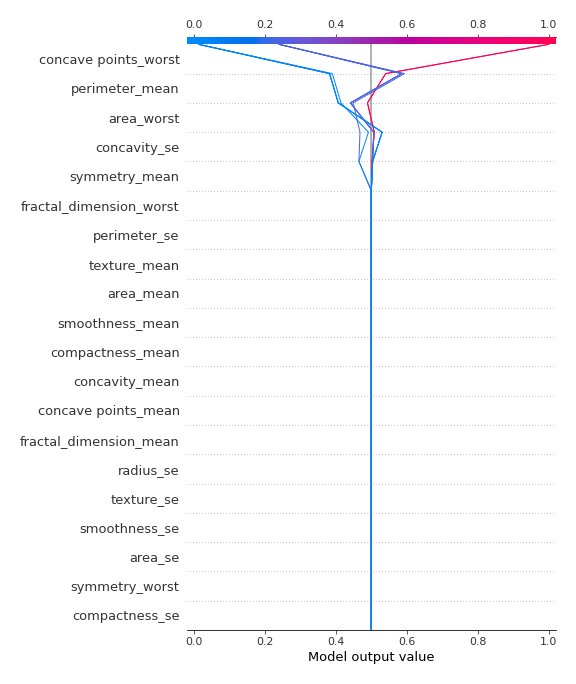 0.0 0.2 0.4 0.6 0.8 1.0
concave points_worst
perimeter_mean
area_worst
concavity_se
symmetry_mean
fractal_dimension_worst
perimeter_se
texture_mean
area_mean
smoothness_mean
compactness_mean
concavity_mean
concave points_mean
fractal_dimension_mean
radius_se
texture_se
smoothness_se
area_se
symmetry_worst
compactness_se
0.0 0.2 0.4 0.6 0.8 1.0
Model output value